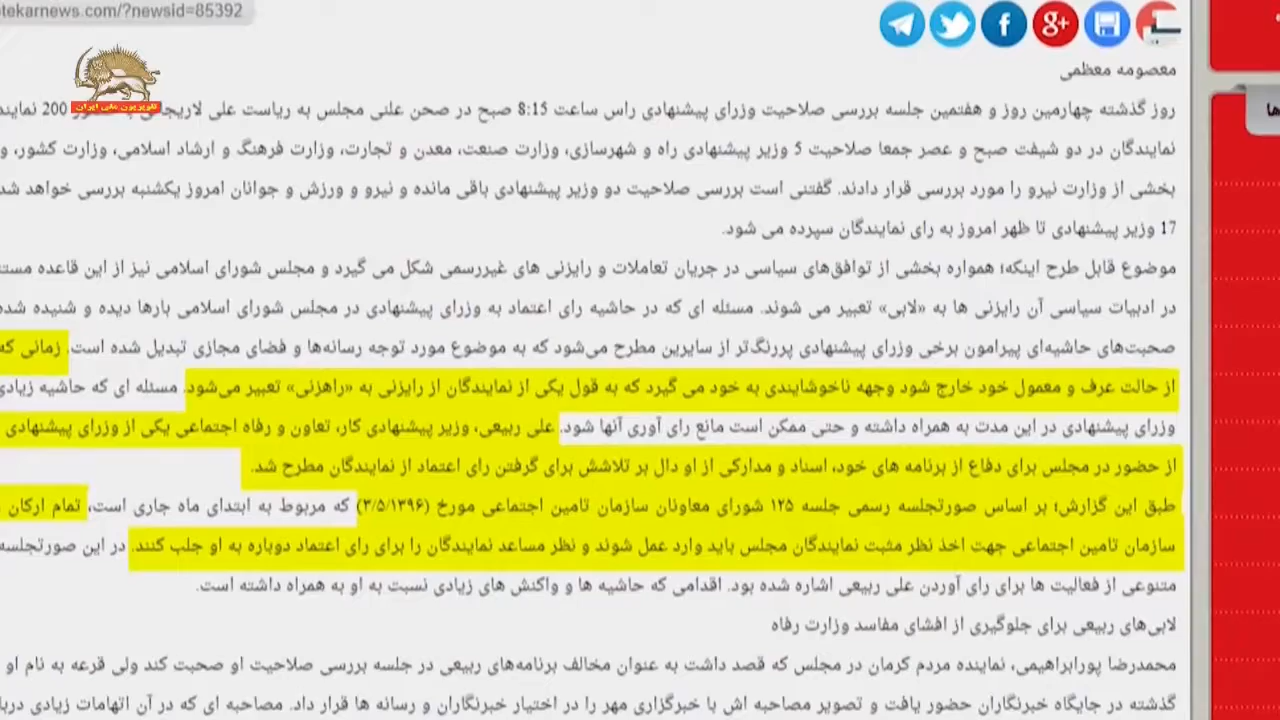 otekarnews.com/?newsid=85392
تلویزیون ملی ایران
معصومه معظمی
روز گذشته چهارمین روز و هفتمین جلسه بررسی صلاحیت وزرای پیشنهادی راس ساعت 8:15 صبح در صحن علنی مجلس به ریاست علی لاریجانی 200 نماینده
نمایندگان در دو شیفت صبح و عصر جمعا صلاحیت 5 وزیر پیشنهادی راه و شهرسازی، وزارت صنعت، معدن و تجارت، وزارت فرهنگ و ارشاد اسلامی، وزارت کشور، و
بخشی از وزارت نیرو را مورد بررسی قرار دادند. گفتنی است بررسی صلاحیت دو وزیر پیشنهادی باقی مانده و نیرو و ورزش و جوانان امروز یکشنبه بررسی خواهد شد
17 وزیر پیشنهادی تا ظهر امروز به رای نمایندگان سپرده می شود.
موضوع قابل طرح اینکه؛ همواره بخشی از توافق‌های سیاسی در جریان تعاملات و رایزنی های غیررسمی شکل می گیرد و مجلس شورای اسلامی نیز از این قاعده
در ادبیات سیاسی آن رایزنی ها به «لابی» تعبیر می شوند. مسئله ای که در حاشیه رای اعتماد به وزرای پیشنهادی در مجلس شورای اسلامی بارها دیده و شنیده شده
صحبت‌های حاشیه‌ای پیرامون برخی وزرای پیشنهادی پررنگ‌تر از سایرین مطرح می‌شود که به موضوع مورد توجه رسانه‌ها و فضای مجازی تبدیل شده است. زمانی که
از حالت عرف و معمول خود خارج شود وجهه ناخوشایندی به خود می گیرد که به قول یکی از نمایندگان از رایزنی به «راهزنی» تعبیر می‌شود. مسئله ای که حاشیه زیادی
وزرای پیشنهادی در این مدت به همراه داشته و حتی ممکن است مانع رای آوری آنها شود. علی ربیعی، وزیر پیشنهادی کار، تعاون و رفاه اجتماعی یکی از وزرای پیشنهادی
از حضور در مجلس برای دفاع از برنامه های خود، اسناد و مدارکی از او دال بر تلاشش برای گرفتن رای اعتماد از نمایندگان مطرح شد.
طبق این گزارش؛ بر اساس صورتجلسه رسمی جلسه ۱۲۵ شورای معاونان سازمان تامین اجتماعی مورخ (۳/۵/۱۳۹۶) که مربوط به ابتدای ماه جاری است، تمام ارکان
سازمان تامین اجتماعی جهت اخذ نظر مثبت نمایندگان مجلس باید وارد عمل شوند و نظر مساعد نمایندگان را برای رای اعتماد دوباره به او جلب کنند. در این صورتجلسه
متنوعی از فعالیت ها برای رای آوردن علی ربیعی اشاره شده بود. اقدامی که حاشیه ها و واکنش های زیادی نسبت به او به همراه داشته است.
لابی‌های ربیعی برای جلوگیری از افشای مفاسد وزارت رفاه
محمدرضا پورابراهیمی، نماینده مردم کرمان در مجلس که قصد داشت به عنوان مخالف برنامه‌های ربیعی در جلسه بررسی صلاحیت او صحبت کند ولی قرعه به نام او
گذشته در جایگاه خبرنگاران حضور یافت و تصویر مصاحبه اش با خبرگزاری مهر را در اختیار خبرنگاران و رسانه ها قرار داد. مصاحبه ای که در آن اتهامات زیادی